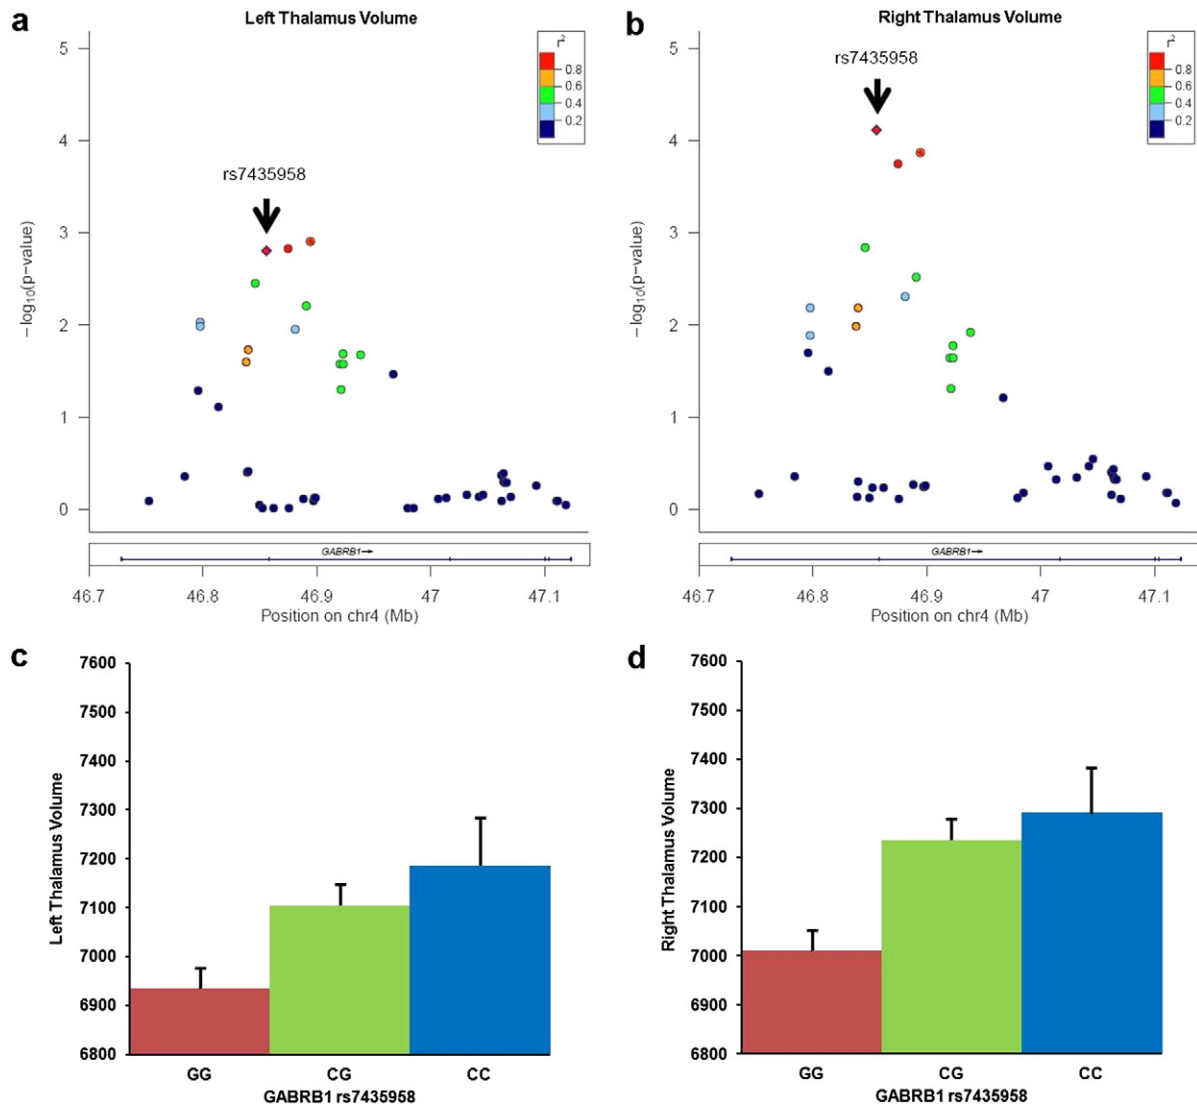 a
Left Thalamus Volume
5
4
3
2
1
0
−log10(p−value)
r2
0.8
0.6
0.4
0.2
rs7435958
GABRB1→
46.7
46.8
46.9
47
47.1
Position on chr4 (Mb)
b
Right Thalamus Volume
5
4
3
2
1
0
−log10(p−value)
r2
0.8
0.6
0.4
0.2
rs7435958
GABRB1→
46.7
46.8
46.9
47
47.1
Position on chr4 (Mb)
c
7600
7500
7400
7300
7200
7100
7000
6900
6800
Left Thalamus Volume
GG
CG
CC
GABRB1 rs7435958
d
7600
7500
7400
7300
7200
7100
7000
6900
6800
Right Thalamus Volume
GG
CG
CC
GABRB1 rs7435958